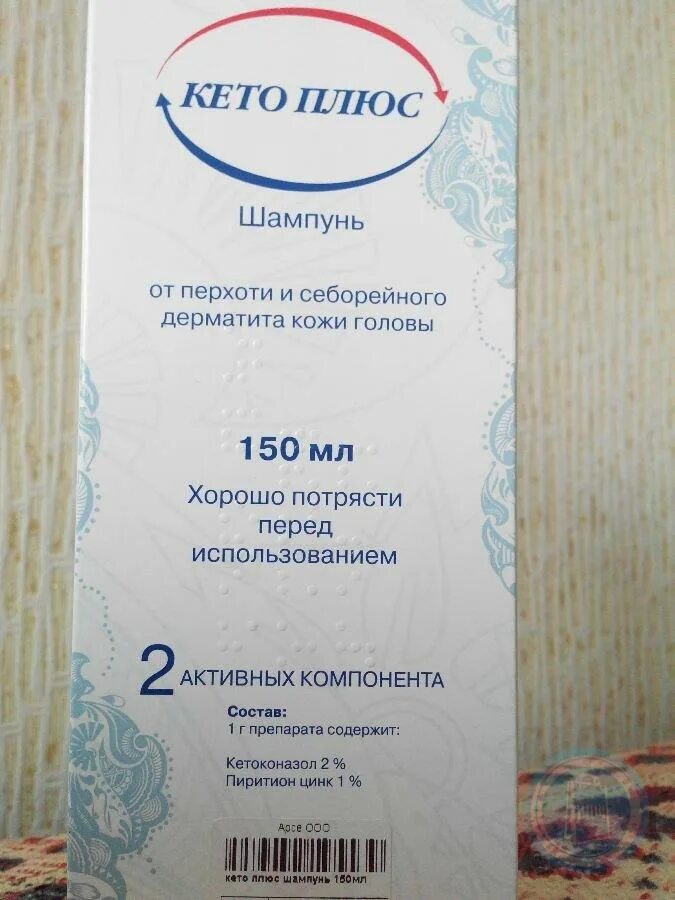 КЕТО ПЛЮС
Шампунь
от перхоти и себорейного
дерматита кожи головы
150 мл
Хорошо потрясти
перед
использованием
2 АКТИВНЫХ КОМПОНЕНТА
Состав:
1 г препарата содержит:
Кетоконазол 2 %
Пиритион цинк 1 %
Арсе ООО
кето плюс шампунь 150мл